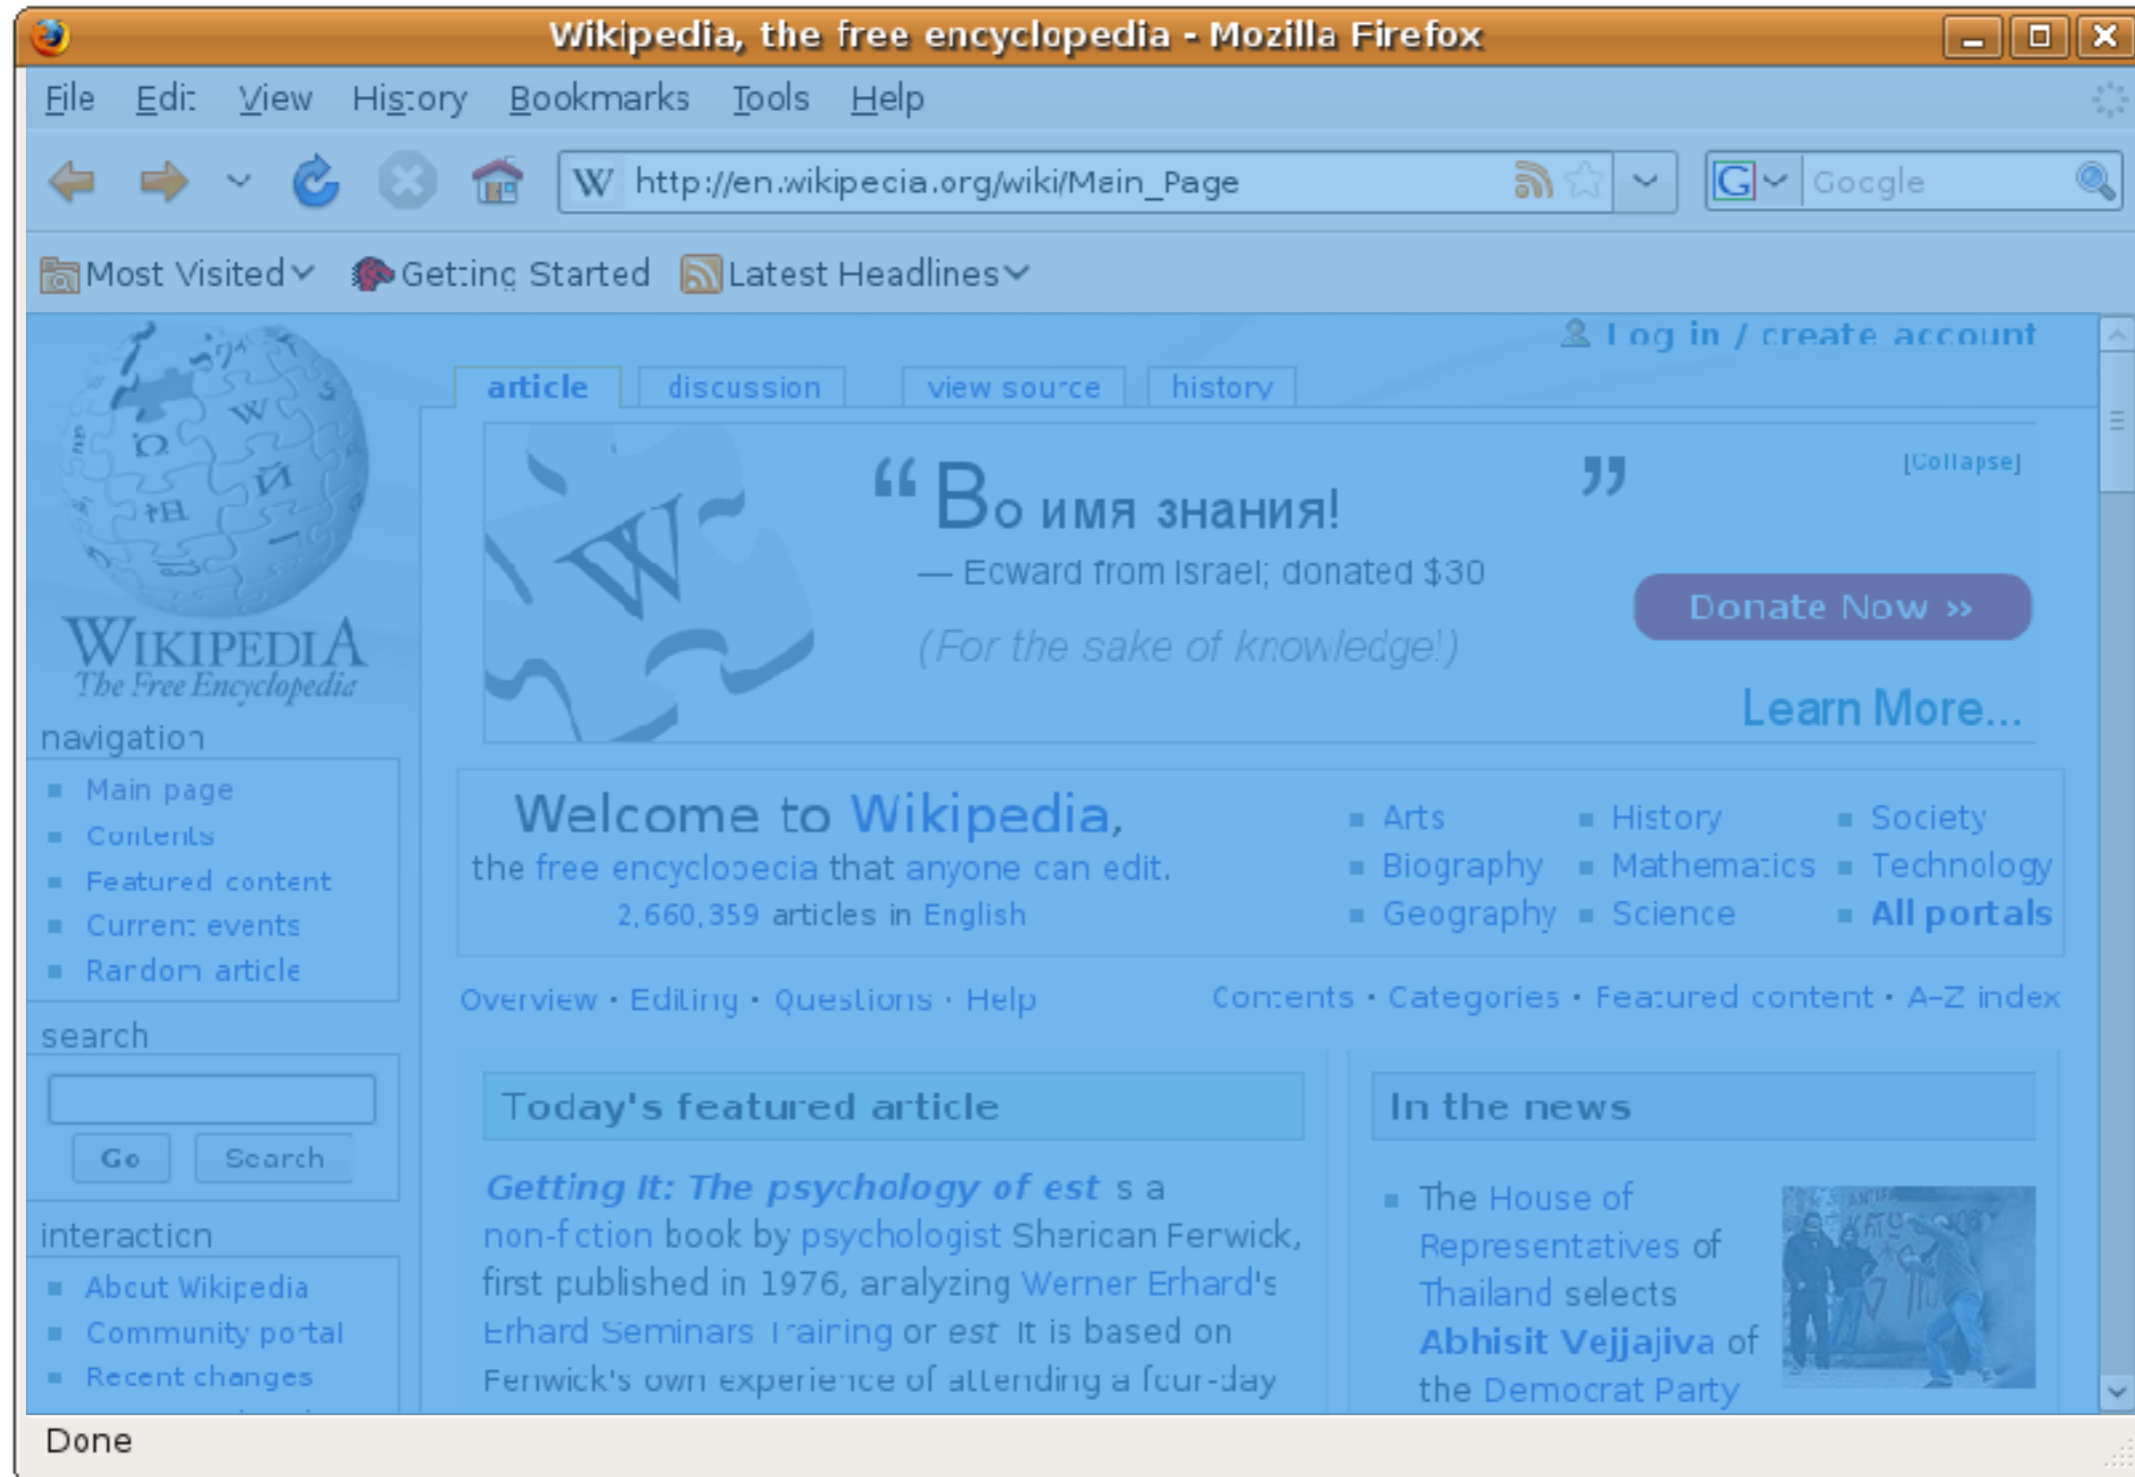 Wikipedia, the free encyclopedia - Mozilla Firefox
File Edit View History Bookmarks Tools Help
W http://en.wikipedia.org/wiki/Main_Page G Google
Most Visited Getting Started Latest Headlines
Log in / create account
article discussion view source history
[Collapse]
“ Во имя знания! ”
— Edward from Israel; donated $30
(For the sake of knowledge!)
Donate Now »
Learn More...
WIKIPEDIA
The Free Encyclopedia
navigation
Main page
Contents
Featured content
Current events
Random article
search
Go Search
interaction
About Wikipedia
Community portal
Recent changes
Welcome to Wikipedia,
the free encyclopedia that anyone can edit.
2,660,359 articles in English
Arts History Society
Biography Mathematics Technology
Geography Science All portals
Overview · Editing · Questions · Help
Contents · Categories · Featured content · A–Z index
Today's featured article
Getting It: The psychology of est is a
non-fiction book by psychologist Sheridan Fenwick,
first published in 1976, analyzing Werner Erhard's
Erhard Seminars Training or est. It is based on
Fenwick's own experience of attending a four-day
In the news
The House of
Representatives of
Thailand selects
Abhisit Vejjajiva of
the Democrat Party
Done